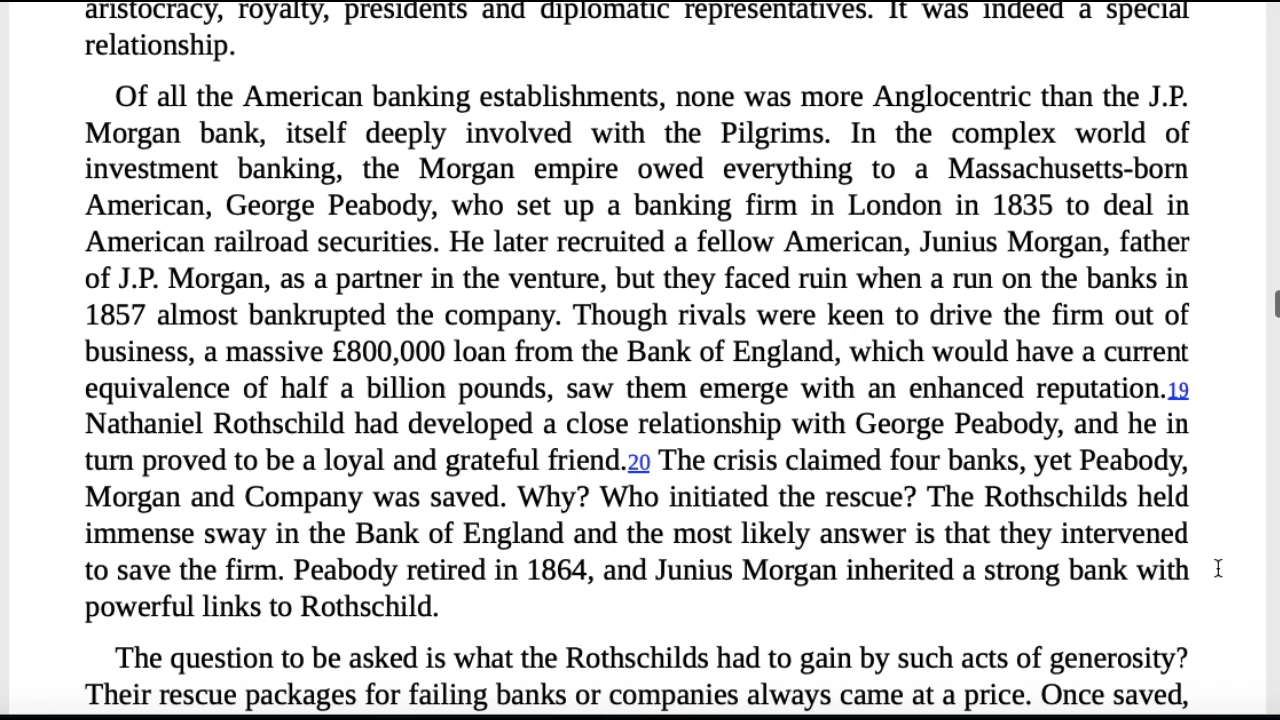 aristocracy, royalty, presidents and diplomatic representatives. It was indeed a special
relationship.
Of all the American banking establishments, none was more Anglocentric than the J.P.
Morgan bank, itself deeply involved with the Pilgrims. In the complex world of
investment banking, the Morgan empire owed everything to a Massachusetts-born
American, George Peabody, who set up a banking firm in London in 1835 to deal in
American railroad securities. He later recruited a fellow American, Junius Morgan, father
of J.P. Morgan, as a partner in the venture, but they faced ruin when a run on the banks in
1857 almost bankrupted the company. Though rivals were keen to drive the firm out of
business, a massive £800,000 loan from the Bank of England, which would have a current
equivalence of half a billion pounds, saw them emerge with an enhanced reputation.19
Nathaniel Rothschild had developed a close relationship with George Peabody, and he in
turn proved to be a loyal and grateful friend.20 The crisis claimed four banks, yet Peabody,
Morgan and Company was saved. Why? Who initiated the rescue? The Rothschilds held
immense sway in the Bank of England and the most likely answer is that they intervened
to save the firm. Peabody retired in 1864, and Junius Morgan inherited a strong bank with
powerful links to Rothschild.
The question to be asked is what the Rothschilds had to gain by such acts of generosity?
Their rescue packages for failing banks or companies always came at a price. Once saved,